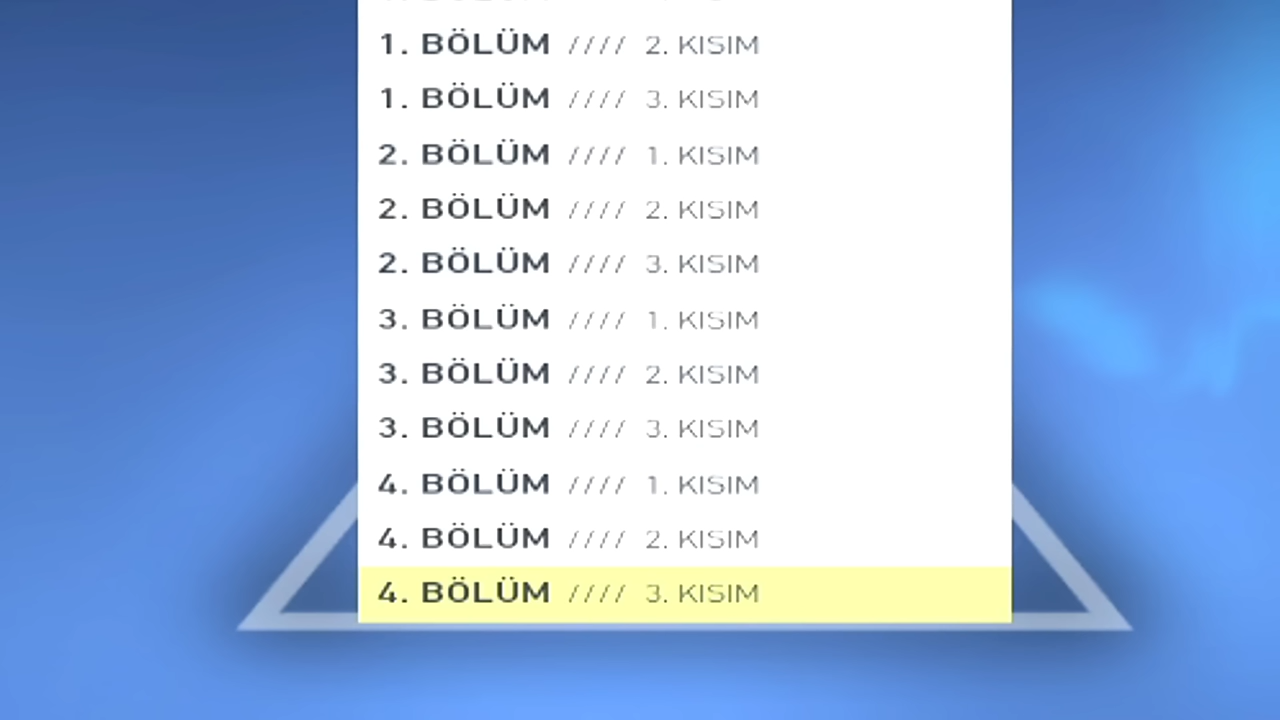 1. BÖLÜM //// 2. KISIM
1. BÖLÜM //// 3. KISIM
2. BÖLÜM //// 1. KISIM
2. BÖLÜM //// 2. KISIM
2. BÖLÜM //// 3. KISIM
3. BÖLÜM //// 1. KISIM
3. BÖLÜM //// 2. KISIM
3. BÖLÜM //// 3. KISIM
4. BÖLÜM //// 1. KISIM
4. BÖLÜM //// 2. KISIM
4. BÖLÜM //// 3. KISIM